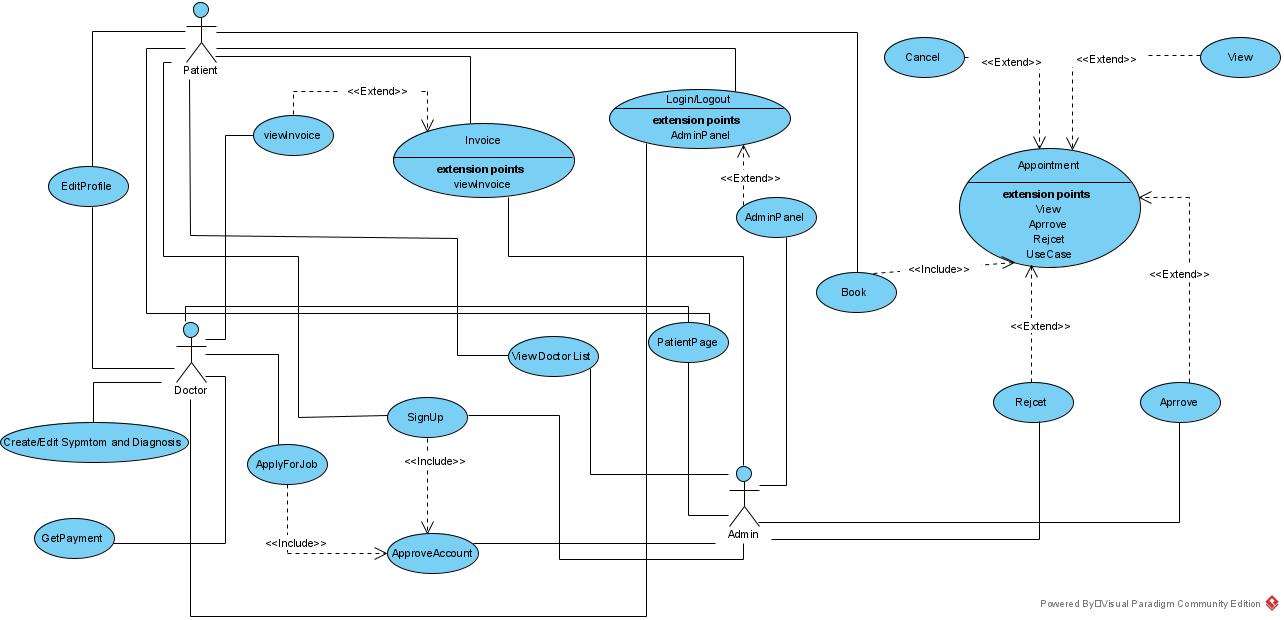 Patient
Cancel
<<Extend>>
<<Extend>>
View
<<Extend>>
Login/Logout
extension points
AdminPanel
viewInvoice
Invoice
extension points
viewInvoice
Appointment
extension points
View
Aprrove
Rejcet
UseCase
<<Extend>>
EditProfile
AdminPanel
<<Include>>
<<Extend>>
Book
<<Extend>>
PatientPage
View Doctor List
Doctor
Rejcet
Aprrove
SignUp
Create/Edit Sypmtom and Diagnosis
ApplyForJob
<<Include>>
GetPayment
<<Include>>
ApproveAccount
Admin
Powered By□Visual Paradigm Community Edition